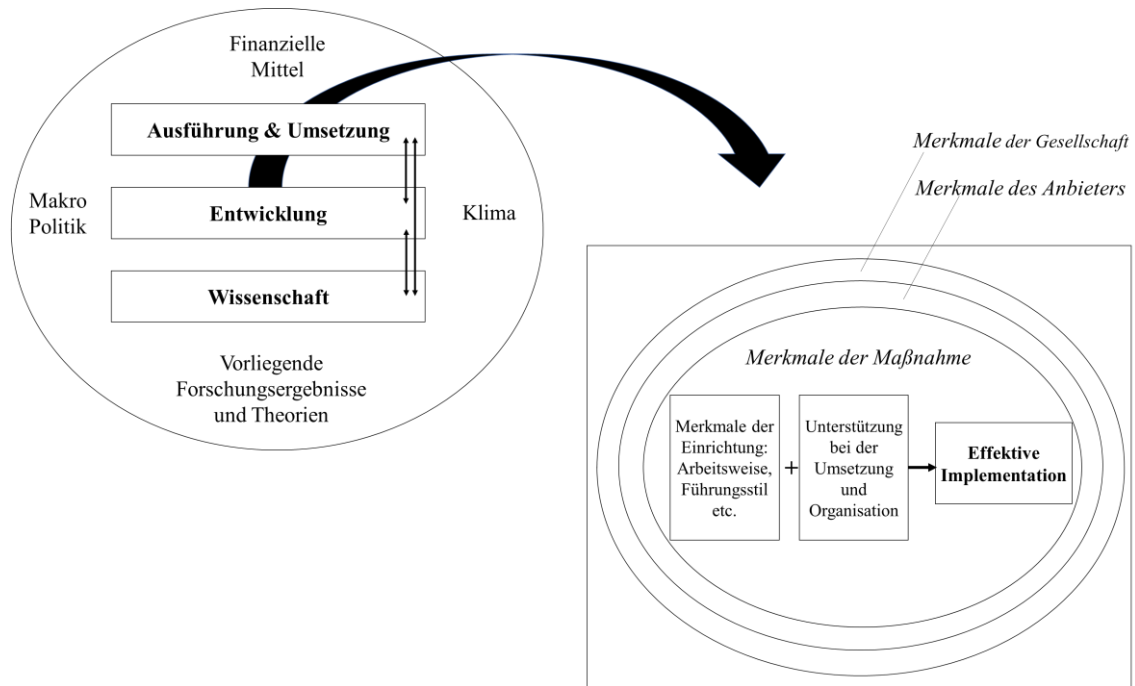 Finanzielle
Mittel
Ausführung & Umsetzung
Makro
Politik
Entwicklung
Klima
Wissenschaft
Vorliegende
Forschungsergebnisse
und Theorien
Merkmale der Gesellschaft
Merkmale des Anbieters
Merkmale der Maßnahme
Merkmale der
Einrichtung:
Arbeitsweise,
Führungsstil
etc.
+
Unterstützung
bei der
Umsetzung
und
Organisation
Effektive
Implementation